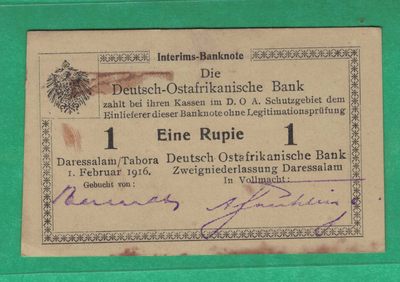 Interims-Banknote
Die
Deutsch-Ostafrikanische Bank
zahlt bei ihren Kassen im D. O. A. Schutzgebiet dem
Einlieferer dieser Banknote ohne Legitimationsprüfung
1 Eine Rupie 1
Daressalam/Tabora
1. Februar 1916.
Gebucht von:
Deutsch Ostafrikanische Bank
Zweigniederlassung Daressalam
In Vollmacht: